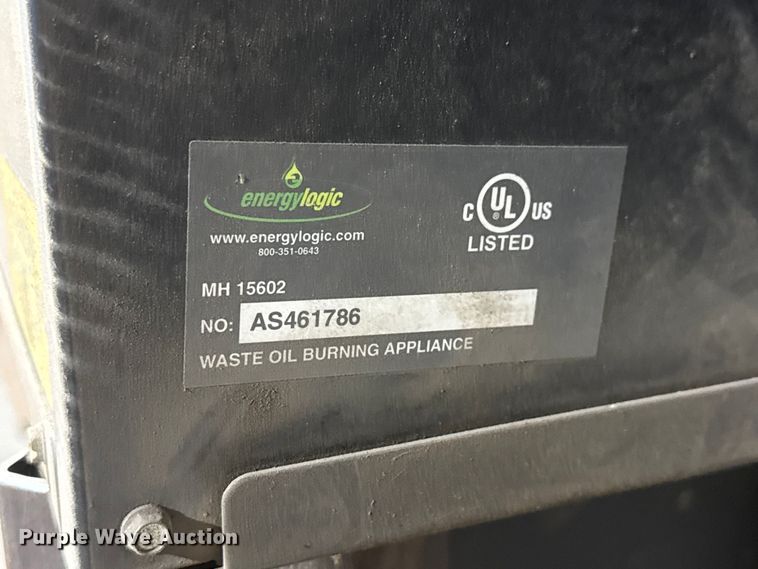 energylogic
www.energylogic.com
800-351-0643
C UL® US
LISTED
MH 15602
NO: AS461786
WASTE OIL BURNING APPLIANCE
Purple Wave Auction